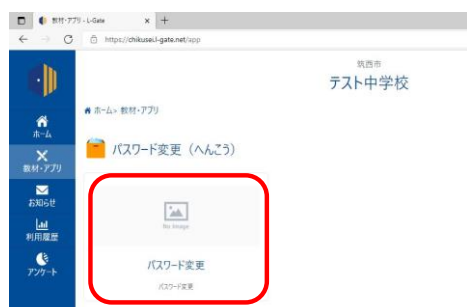 教材・アプリ - L-Gate
https://chikusei.l-gate.net/app
筑西市
テスト中学校
ホーム> 教材・アプリ
ホーム
教材・アプリ
お知らせ
利用履歴
アンケート
パスワード変更（へんこう）
No Image
パスワード変更
パスワード変更